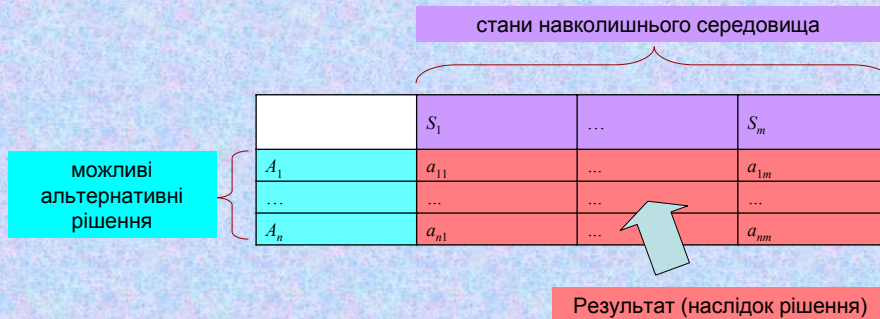 стани навколишнього середовища
S₁ … Sₘ
можливі
альтернативні
рішення
A₁ a₁₁ ... a₁ₘ
… ... ... ...
Aₙ aₙ₁ ... aₙₘ
Результат (наслідок рішення)